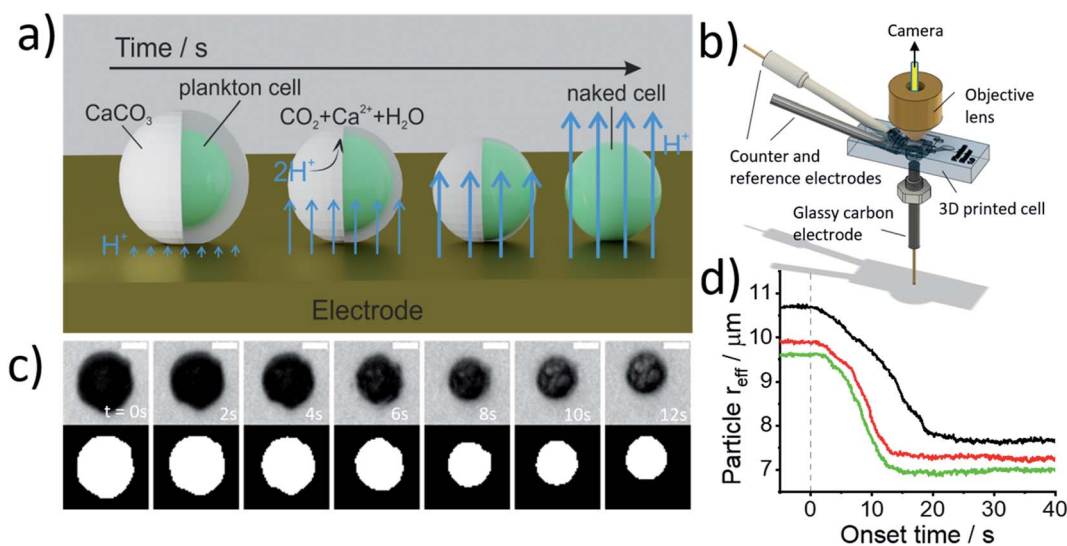 a)
Time / s
CaCO₃
plankton cell
CO₂+Ca²⁺+H₂O
naked cell
2H⁺
H⁺
H⁺
Electrode
b)
Camera
Objective
lens
Counter and
reference electrodes
3D printed cell
Glassy carbon
electrode
c)
t = 0s
2s
4s
6s
8s
10s
12s
d)
Particle r_eff / μm
11
10
9
8
7
0
10
20
30
40
Onset time / s